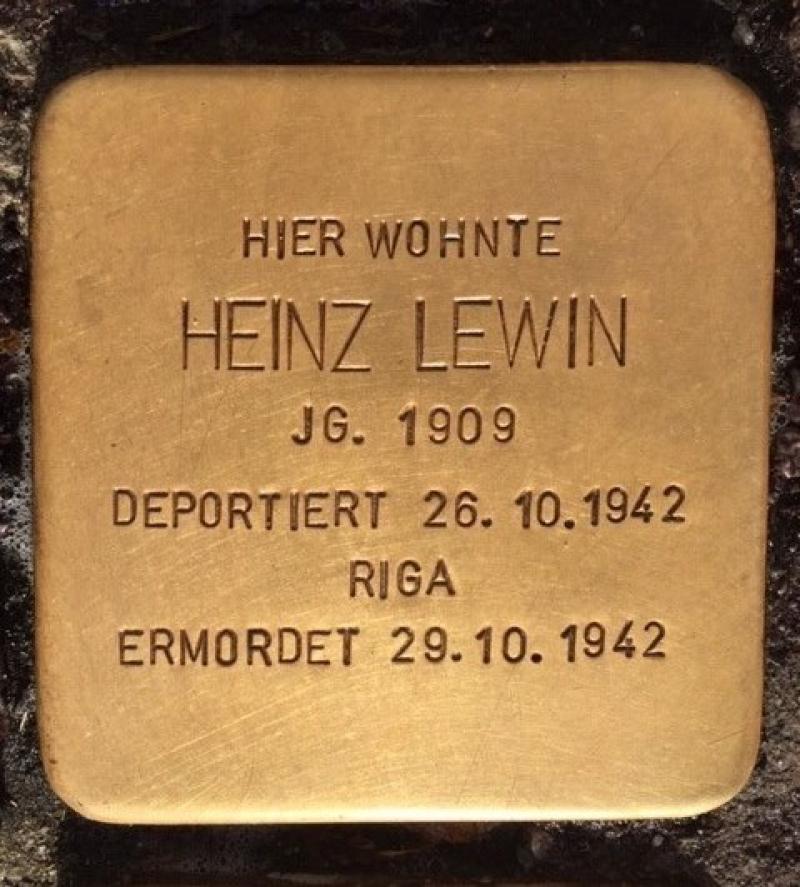 HIER WOHNTE
HEINZ LEWIN
JG. 1909
DEPORTIERT 26.10.1942
RIGA
ERMORDET 29.10.1942